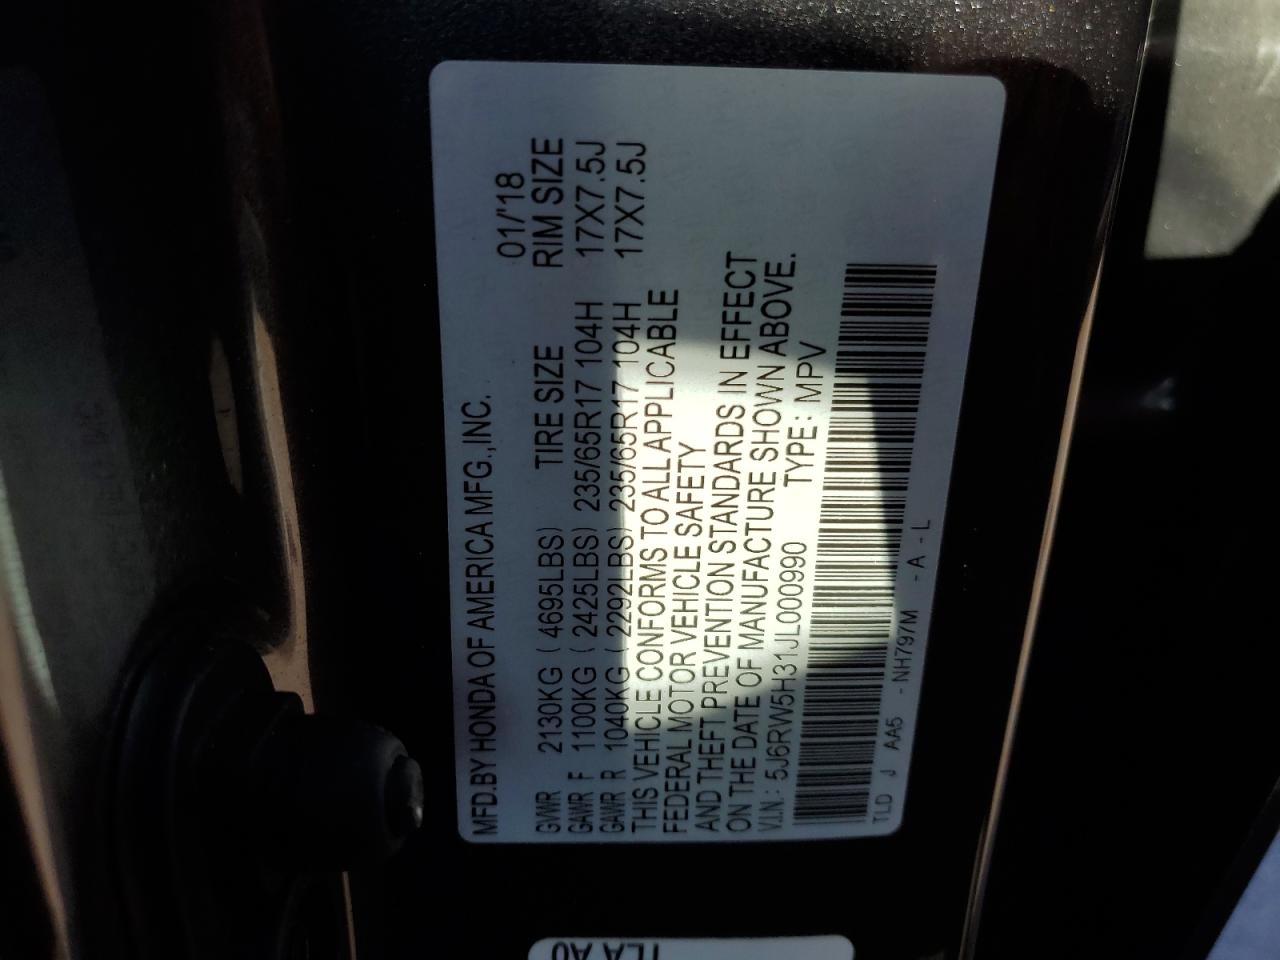 MFD.BY HONDA OF AMERICA MFG.,INC. 01/'18
TIRE SIZE RIM SIZE
GVWR 2130KG ( 4695LBS)
GAWR F 1100KG ( 2425LBS) 235/65R17 104H 17X7.5J
GAWR R 1040KG ( 2292LBS) 235/65R17 104H 17X7.5J
THIS VEHICLE CONFORMS TO ALL APPLICABLE
FEDERAL MOTOR VEHICLE SAFETY
AND THEFT PREVENTION STANDARDS IN EFFECT
ON THE DATE OF MANUFACTURE SHOWN ABOVE.
V.I.N.: 5J6RW5H31JL000990 TYPE: MPV
TLD J AA5 - NH797M - A - L